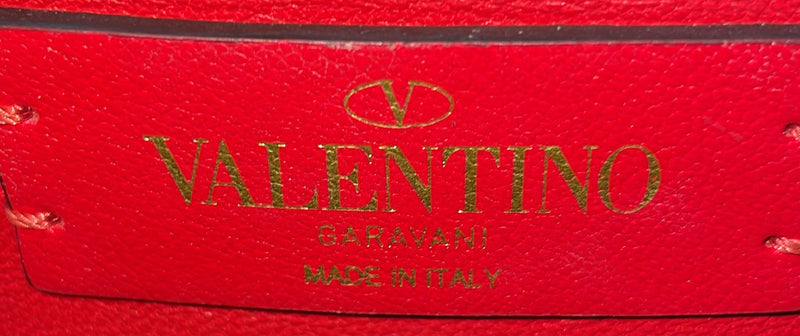 V
VALENTINO
GARAVANI
MADE IN ITALY